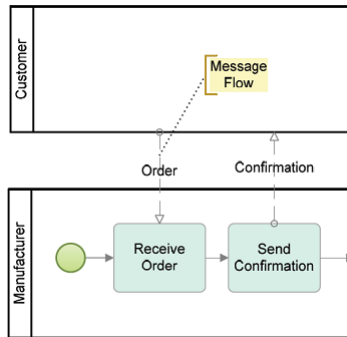 Customer
Message
Flow
Order
Confirmation
Manufacturer
Receive
Order
Send
Confirmation